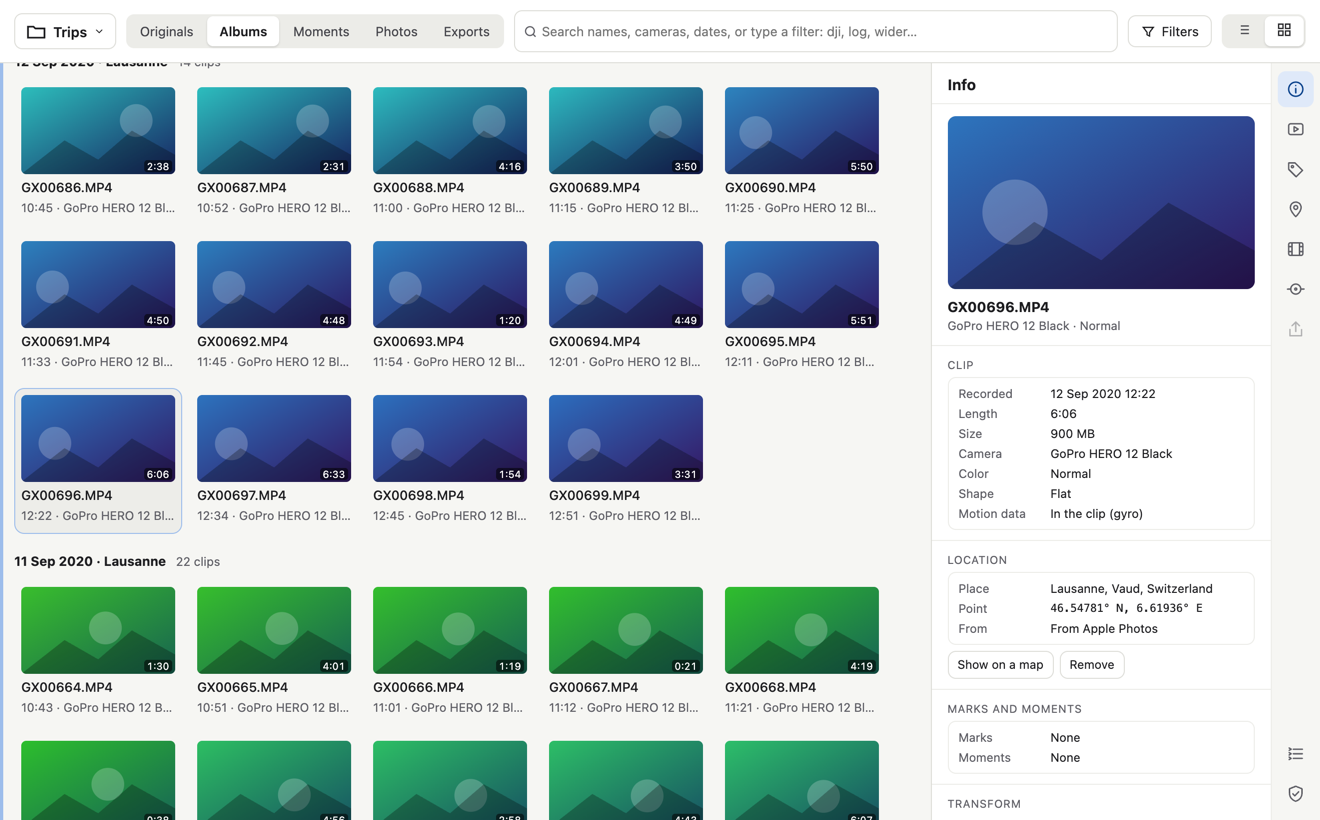 Trips
Originals
Albums
Moments
Photos
Exports
Search names, cameras, dates, or type a filter: dji, log, wider…
Filters
12 Sep 2020 · Lausanne 14 clips
2:38
2:31
4:16
3:50
5:50
GX00686.MP4
GX00687.MP4
GX00688.MP4
GX00689.MP4
GX00690.MP4
10:45 · GoPro HERO 12 Bl…
10:52 · GoPro HERO 12 Bl…
11:00 · GoPro HERO 12 Bl…
11:15 · GoPro HERO 12 Bl…
11:25 · GoPro HERO 12 Bl…
4:50
4:48
1:20
4:49
5:51
GX00691.MP4
GX00692.MP4
GX00693.MP4
GX00694.MP4
GX00695.MP4
11:33 · GoPro HERO 12 Bl…
11:45 · GoPro HERO 12 Bl…
11:54 · GoPro HERO 12 Bl…
12:01 · GoPro HERO 12 Bl…
12:11 · GoPro HERO 12 Bl…
6:06
6:33
1:54
3:31
GX00696.MP4
GX00697.MP4
GX00698.MP4
GX00699.MP4
12:22 · GoPro HERO 12 Bl…
12:34 · GoPro HERO 12 Bl…
12:45 · GoPro HERO 12 Bl…
12:51 · GoPro HERO 12 Bl…
11 Sep 2020 · Lausanne 22 clips
1:30
4:01
1:19
0:21
4:19
GX00664.MP4
GX00665.MP4
GX00666.MP4
GX00667.MP4
GX00668.MP4
10:43 · GoPro HERO 12 B…
10:51 · GoPro HERO 12 Bl…
11:01 · GoPro HERO 12 Bl…
11:12 · GoPro HERO 12 Bl…
11:21 · GoPro HERO 12 Bl…
Info
GX00696.MP4
GoPro HERO 12 Black · Normal
CLIP
Recorded 12 Sep 2020 12:22
Length 6:06
Size 900 MB
Camera GoPro HERO 12 Black
Color Normal
Shape Flat
Motion data In the clip (gyro)
LOCATION
Place Lausanne, Vaud, Switzerland
Point 46.54781° N, 6.61936° E
From From Apple Photos
Show on a map
Remove
MARKS AND MOMENTS
Marks None
Moments None
TRANSFORM